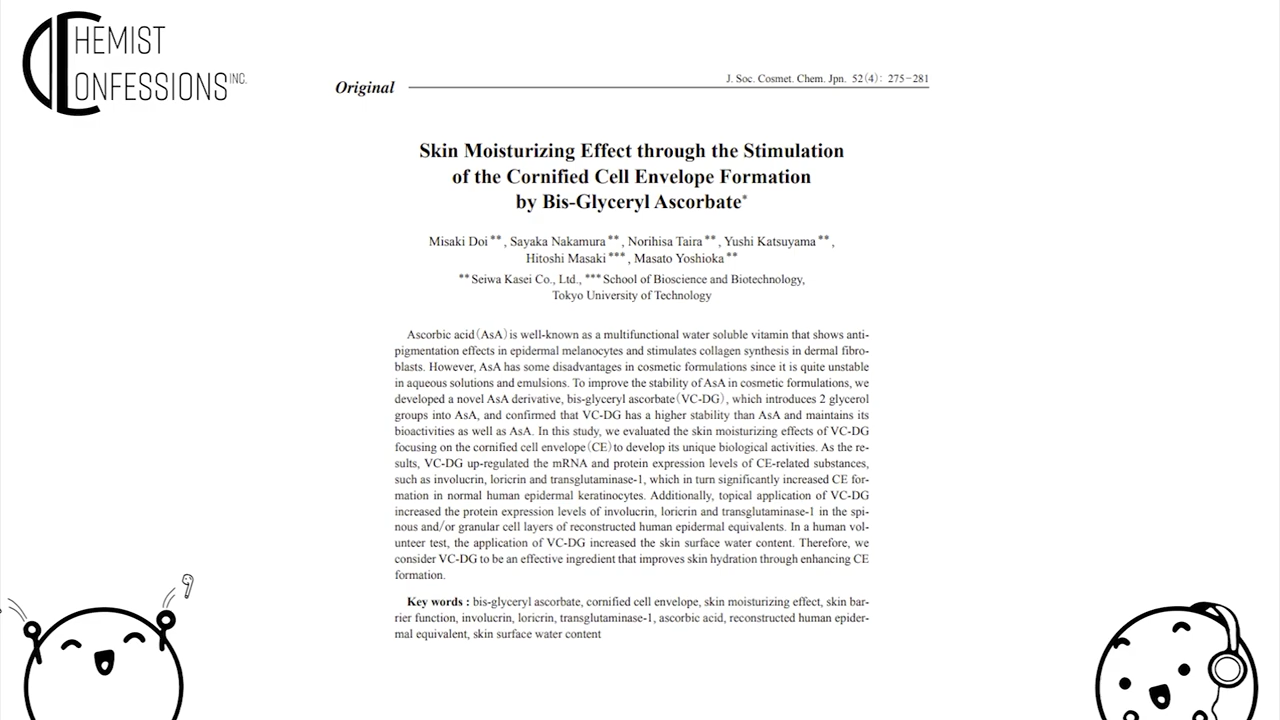 CHEMIST
CONFESSIONS INC.
Original
J. Soc. Cosmet. Chem. Jpn. 52(4): 275–281
Skin Moisturizing Effect through the Stimulation
of the Cornified Cell Envelope Formation
by Bis-Glyceryl Ascorbate*
Misaki Doi**, Sayaka Nakamura**, Norihisa Taira**, Yushi Katsuyama**,
Hitoshi Masaki***, Masato Yoshioka**
**Seiwa Kasei Co., Ltd., ***School of Bioscience and Biotechnology,
Tokyo University of Technology
Ascorbic acid(AsA)is well-known as a multifunctional water soluble vitamin that shows anti-
pigmentation effects in epidermal melanocytes and stimulates collagen synthesis in dermal fibro-
blasts. However, AsA has some disadvantages in cosmetic formulations since it is quite unstable
in aqueous solutions and emulsions. To improve the stability of AsA in cosmetic formulations, we
developed a novel AsA derivative, bis-glyceryl ascorbate(VC-DG), which introduces 2 glycerol
groups into AsA, and confirmed that VC-DG has a higher stability than AsA and maintains its
bioactivities as well as AsA. In this study, we evaluated the skin moisturizing effects of VC-DG
focusing on the cornified cell envelope(CE)to develop its unique biological activities. As the re-
sults, VC-DG up-regulated the mRNA and protein expression levels of CE-related substances,
such as involucrin, loricrin and transglutaminase-1, which in turn significantly increased CE for-
mation in normal human epidermal keratinocytes. Additionally, topical application of VC-DG
increased the protein expression levels of involucrin, loricrin and transglutaminase-1 in the spi-
nous and/or granular cell layers of reconstructed human epidermal equivalents. In a human vol-
unteer test, the application of VC-DG increased the skin surface water content. Therefore, we
consider VC-DG to be an effective ingredient that improves skin hydration through enhancing CE
formation.
Key words : bis-glyceryl ascorbate, cornified cell envelope, skin moisturizing effect, skin bar-
rier function, involucrin, loricrin, transglutaminase-1, ascorbic acid, reconstructed human epider-
mal equivalent, skin surface water content